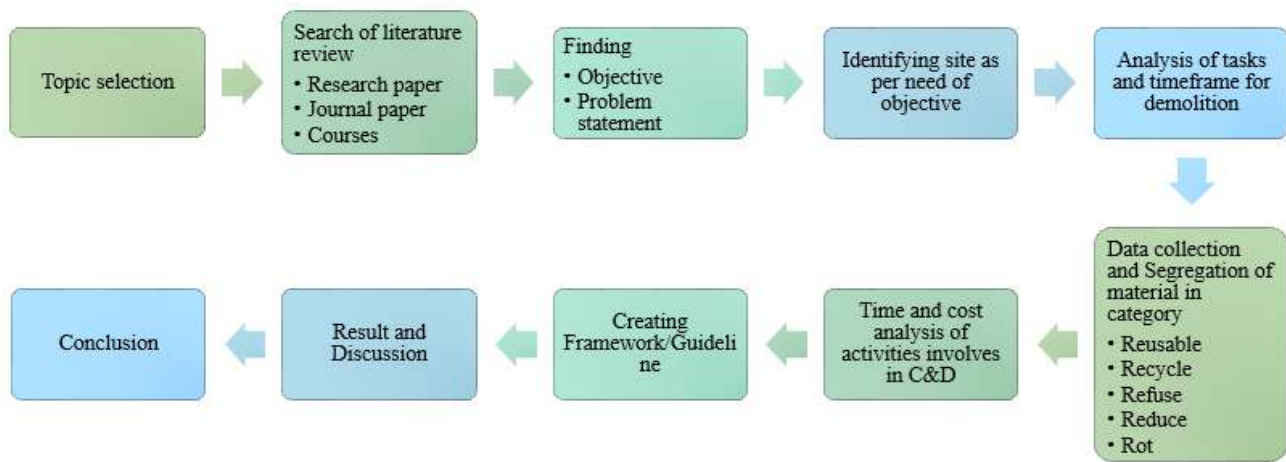 Topic selection
Search of literature
review
• Research paper
• Journal paper
• Courses
Finding
• Objective
• Problem
statement
Identifying site as
per need of
objective
Analysis of tasks
and timeframe for
demolition
Data collection
and Segregation of
material in
category
• Reusable
• Recycle
• Refuse
• Reduce
• Rot
Time and cost
analysis of
activities involves
in C&D
Creating
Framework/Guideli
ne
Result and
Discussion
Conclusion